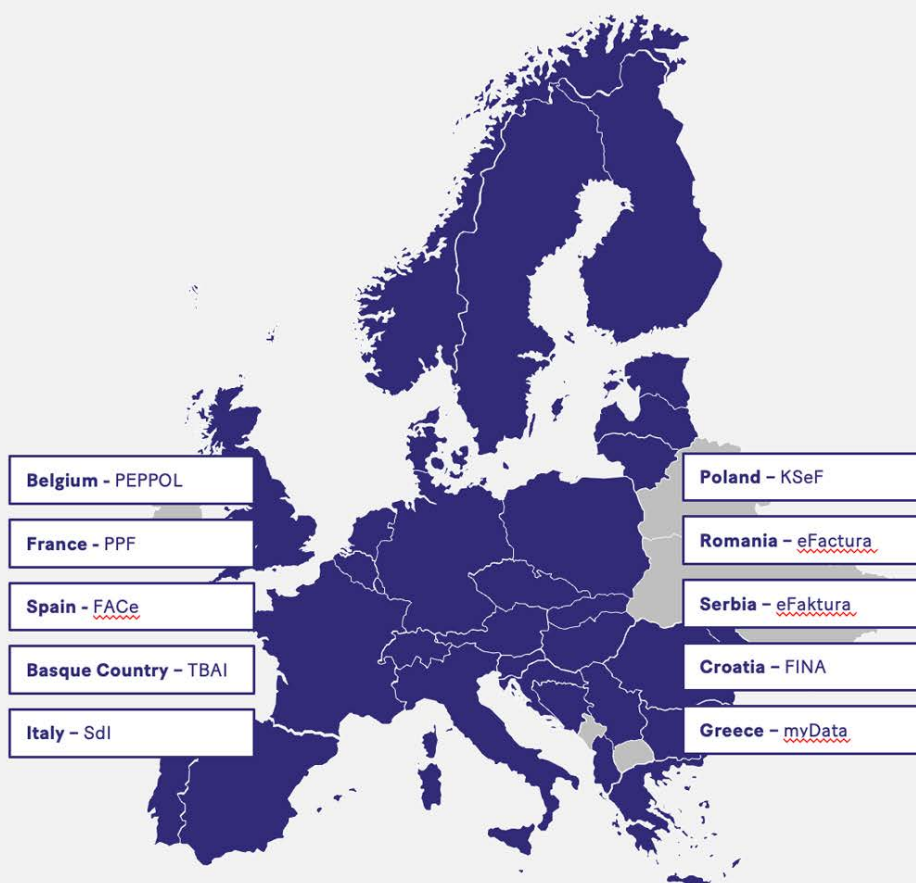 Belgium - PEPPOL
France - PPF
Spain - FACe
Basque Country – TBAI
Italy – SdI
Poland – KSeF
Romania – eFactura
Serbia – eFaktura
Croatia – FINA
Greece – myData